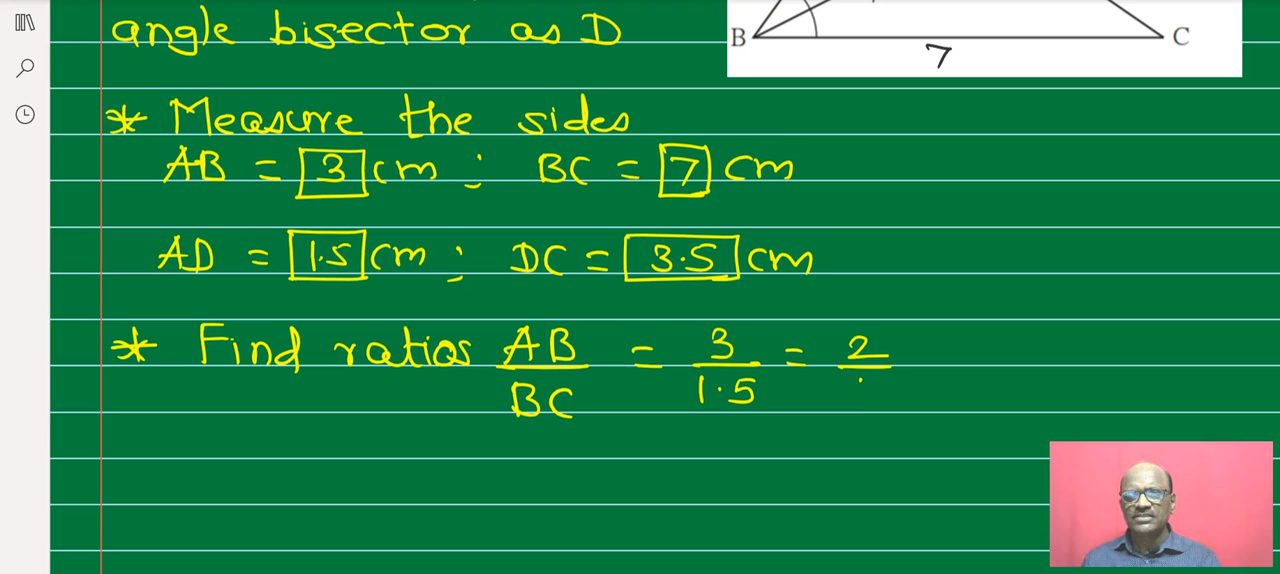 angle bisector as D
B C
7
* Measure the sides
AB = 3 cm ; BC = 7 cm
AD = 1.5 cm ; DC = 3.5 cm
* Find ratios AB/BC = 3/1.5 = 2/